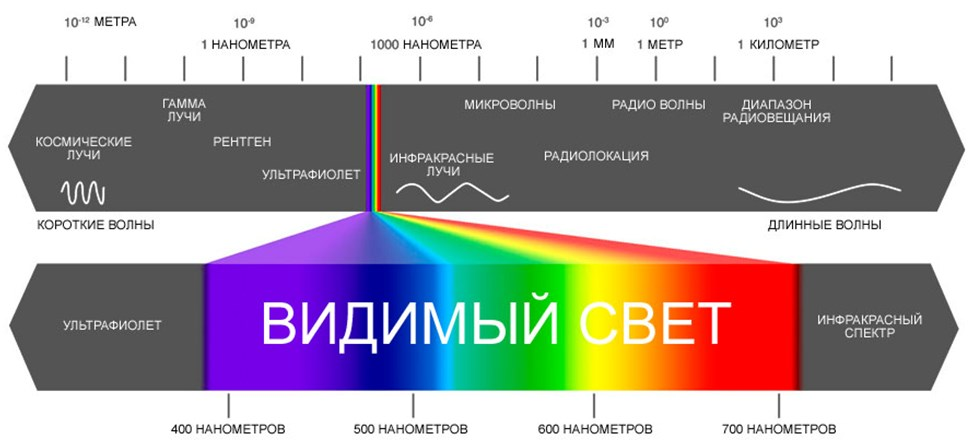 10⁻¹² МЕТРА
10⁻⁹
10⁻⁶
10⁻³
10⁰
10³
1 НАНОМЕТРА
1000 НАНОМЕТРА
1 ММ
1 МЕТР
1 КИЛОМЕТР
ГАММА
ЛУЧИ
МИКРОВОЛНЫ
РАДИО ВОЛНЫ
ДИАПАЗОН
РАДИОВЕЩАНИЯ
КОСМИЧЕСКИЕ
ЛУЧИ
РЕНТГЕН
УЛЬТРАФИОЛЕТ
ИНФРАКРАСНЫЕ
ЛУЧИ
РАДИОЛОКАЦИЯ
КОРОТКИЕ ВОЛНЫ
ДЛИННЫЕ ВОЛНЫ
УЛЬТРАФИОЛЕТ
ВИДИМЫЙ СВЕТ
ИНФРАКРАСНЫЙ
СПЕКТР
400 НАНОМЕТРОВ
500 НАНОМЕТРОВ
600 НАНОМЕТРОВ
700 НАНОМЕТРОВ